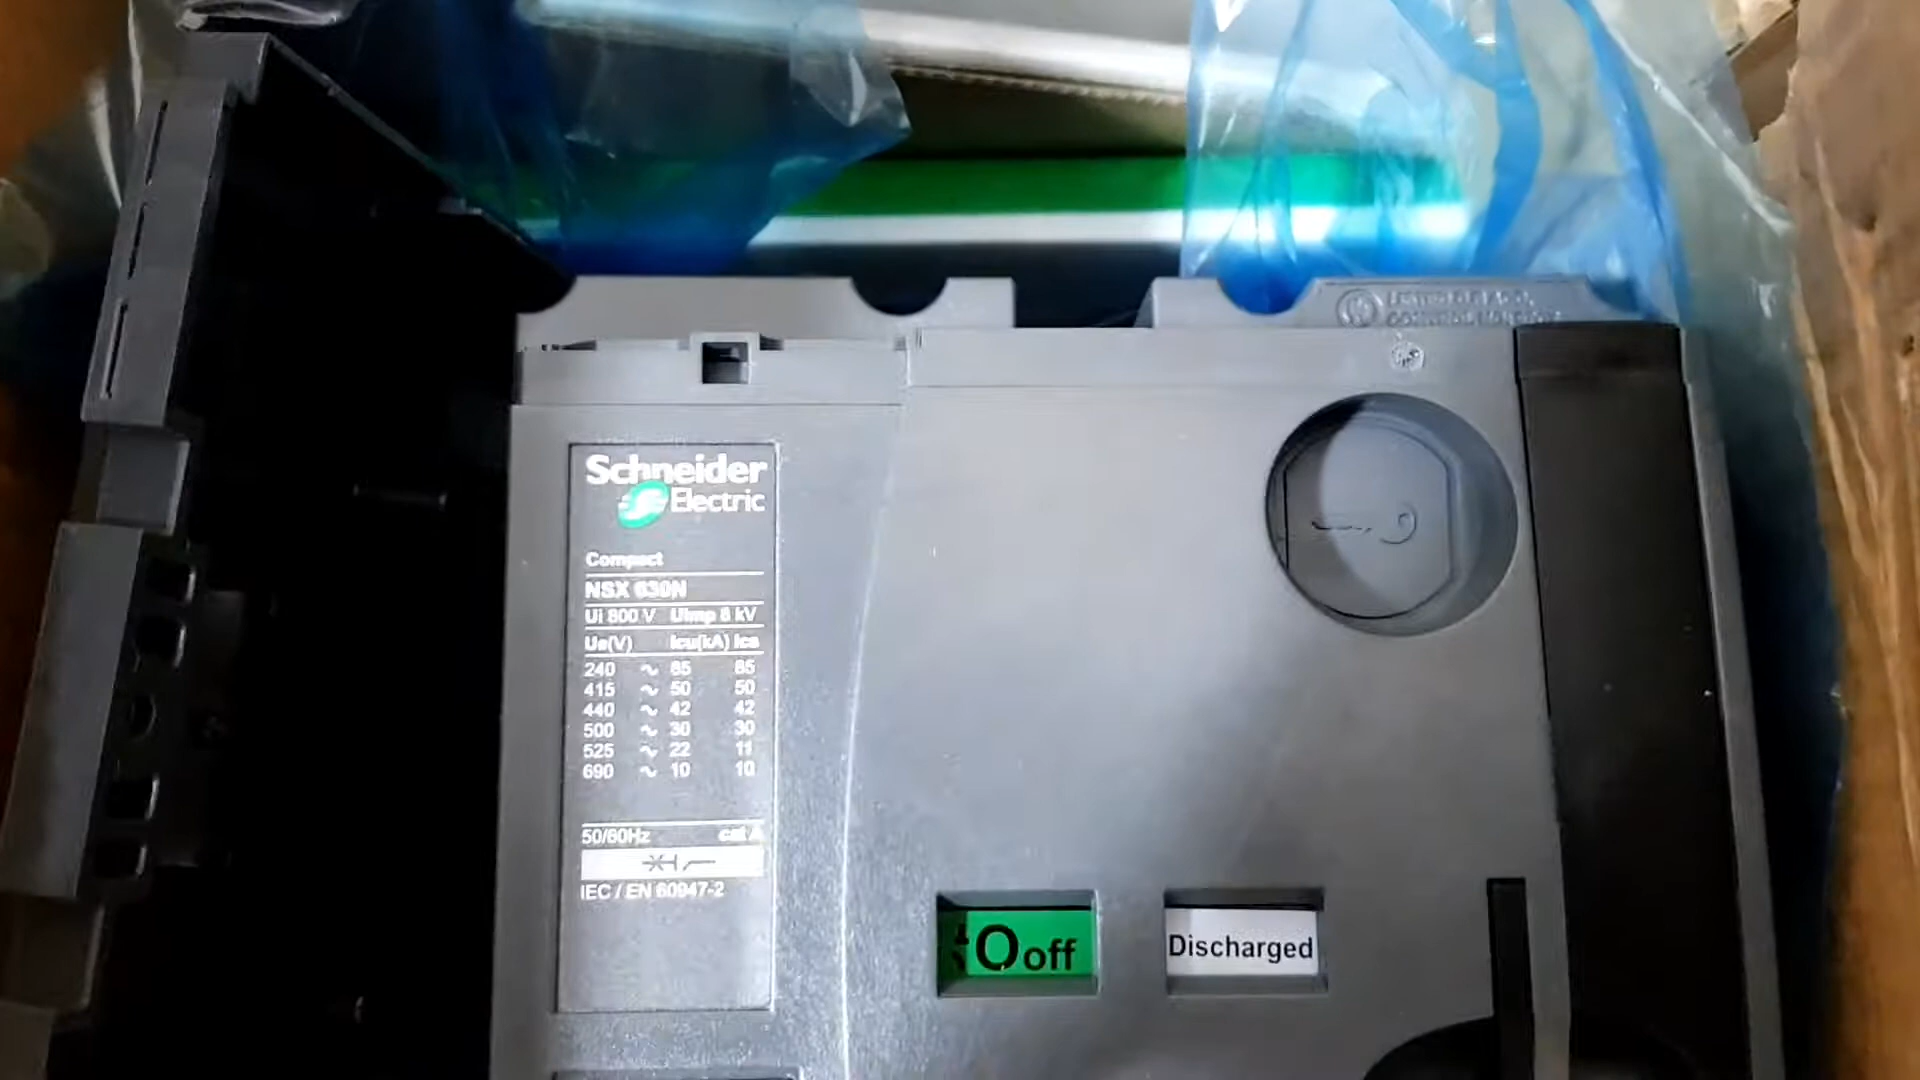 Schneider
Electric
Compact
NSX 630N
Ui 800 V Uimp 8 kV
Ue(V) Icu(kA) Ics
240 ~ 85 85
415 ~ 50 50
440 ~ 42 42
500 ~ 30 30
525 ~ 22 11
690 ~ 10 10
50/60Hz cat A
IEC / EN 60947-2
O off
Discharged